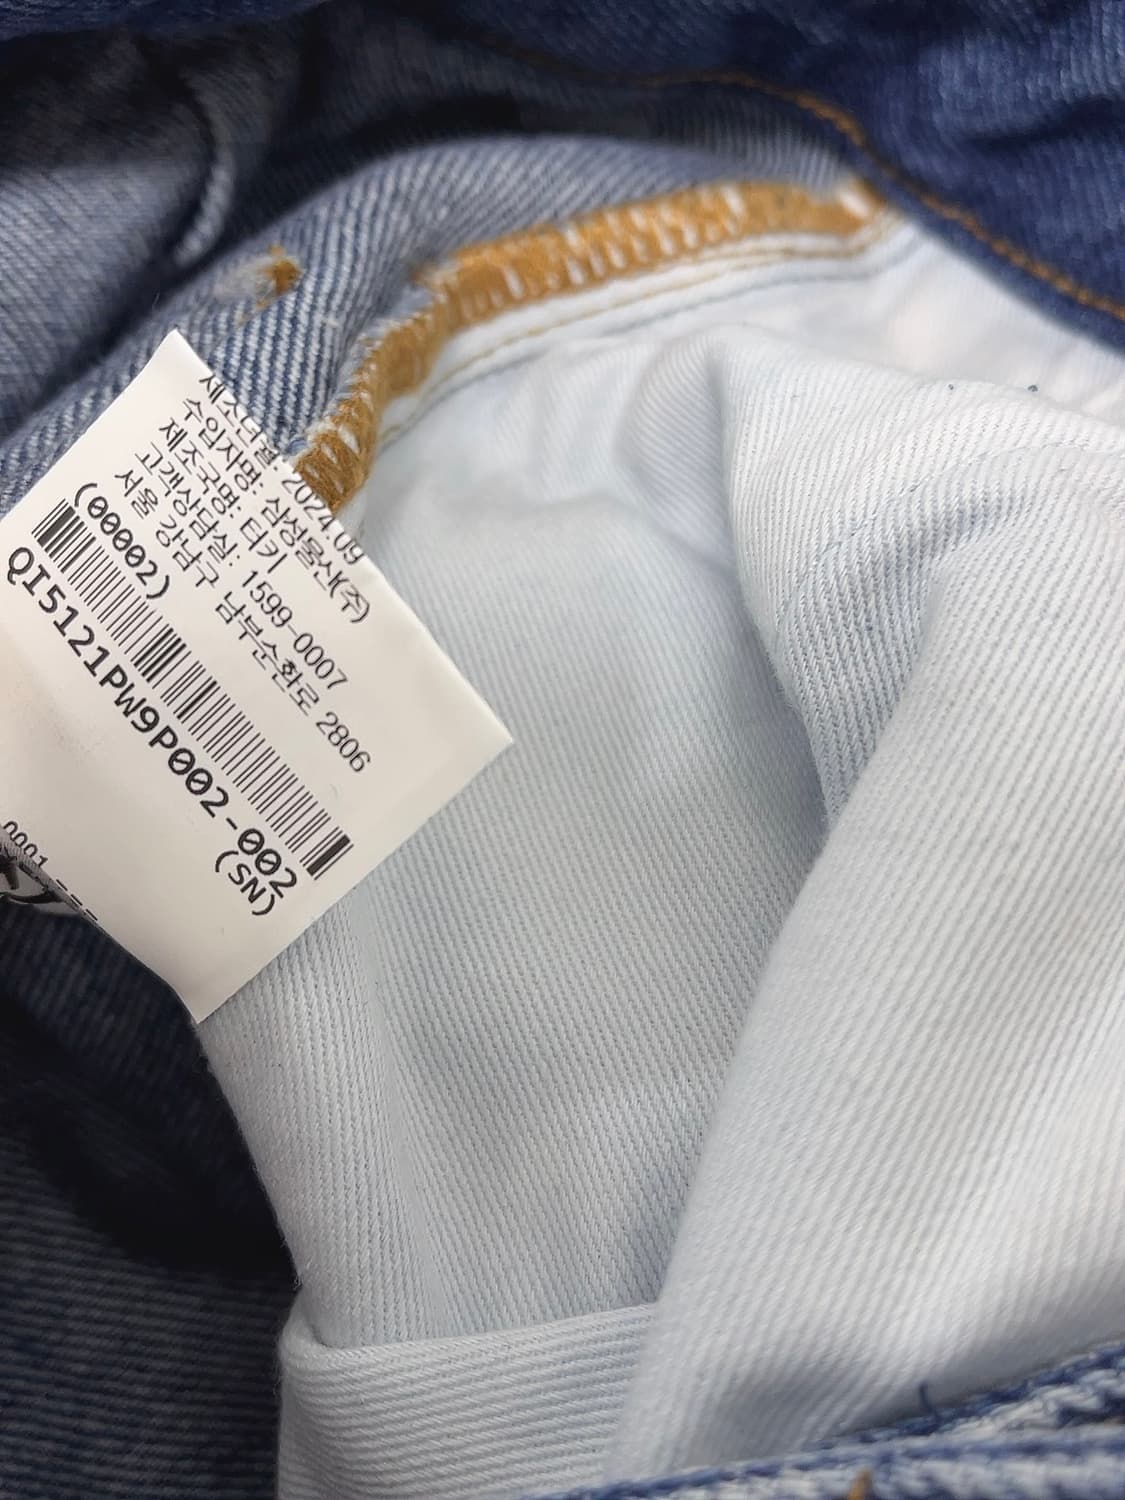 제조년월: 2024.09
수입자명: 삼성물산(주)
제조국명: 터키
고객상담실: 1599-0007
서울 강남구 남부순환로 2806
(00002)
QI5121PW9P002-002
(SN)
0001